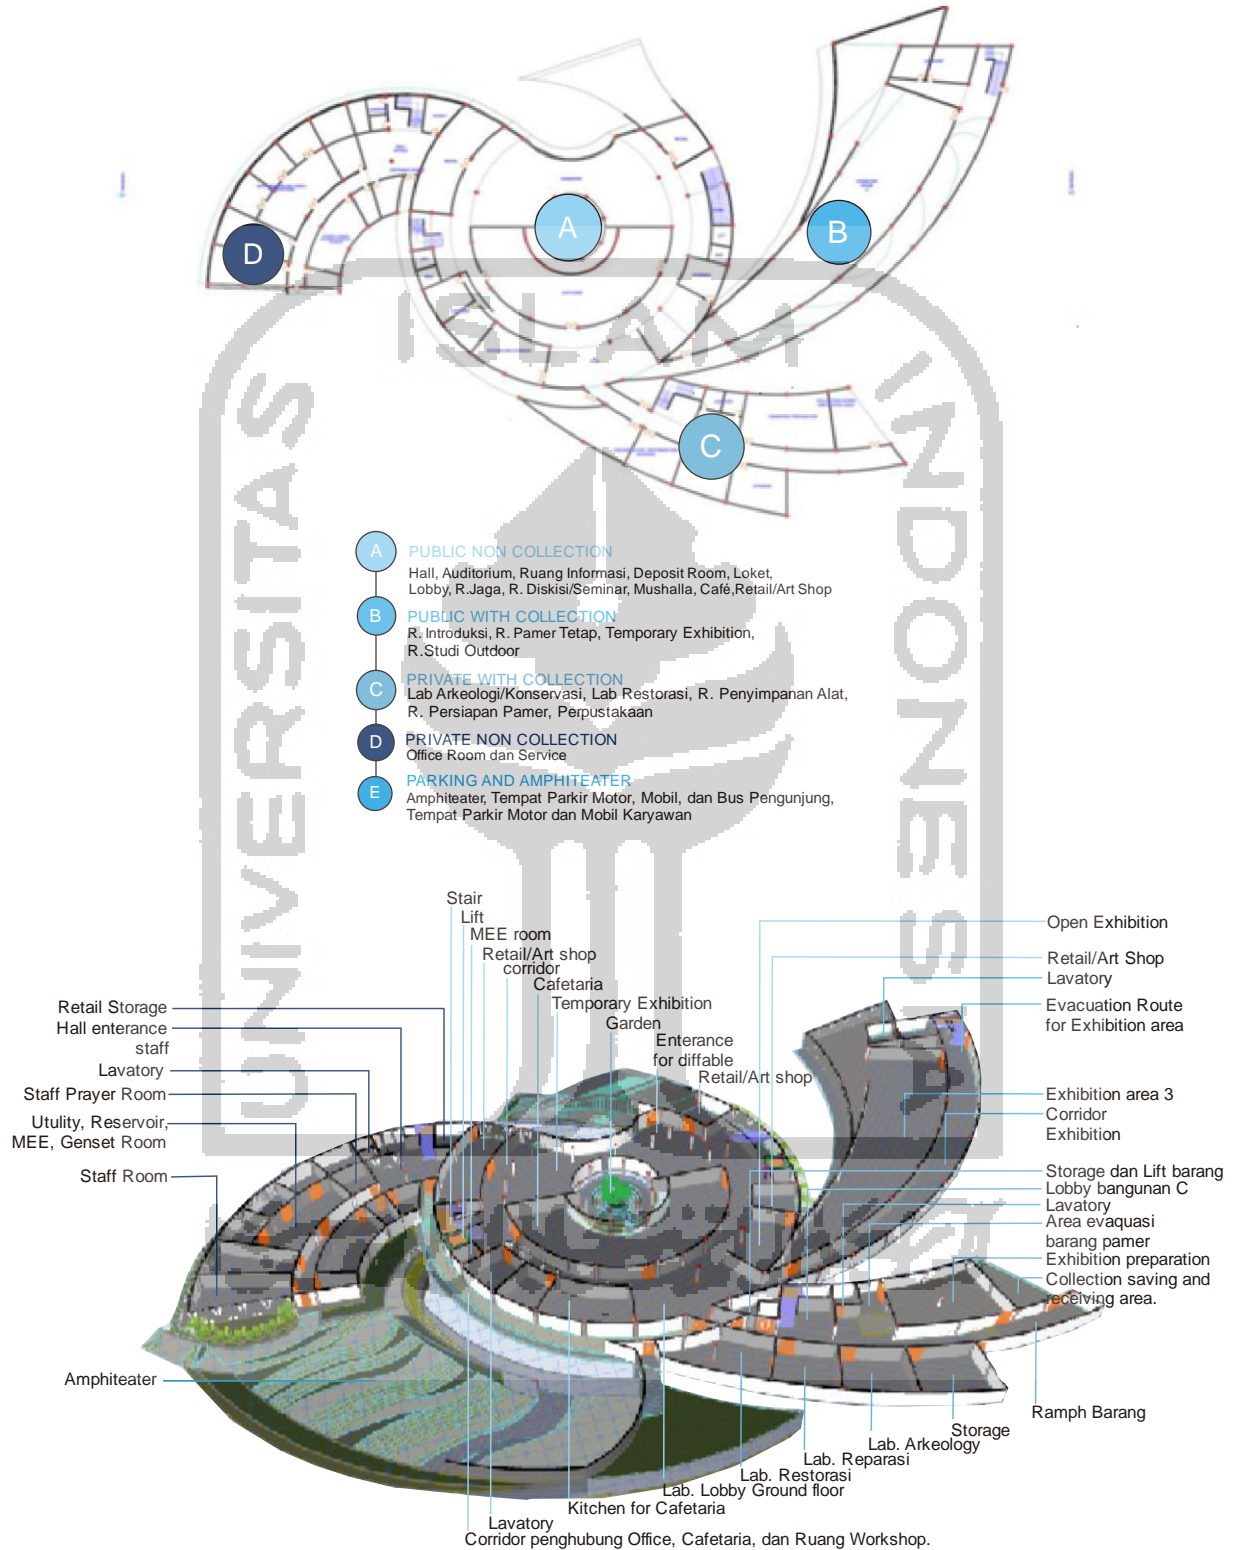 A
B
C
D
ISLAM
UNIVERSITAS
INDONESIA
A
PUBLIC NON COLLECTION
Hall, Auditorium, Ruang Informasi, Deposit Room, Loket,
Lobby, R.Jaga, R. Diskisi/Seminar, Mushalla, Café,Retail/Art Shop
B
PUBLIC WITH COLLECTION
R. Introduksi, R. Pamer Tetap, Temporary Exhibition,
R.Studi Outdoor
C
PRIVATE WITH COLLECTION
Lab Arkeologi/Konservasi, Lab Restorasi, R. Penyimpanan Alat,
R. Persiapan Pamer, Perpustakaan
D
PRIVATE NON COLLECTION
Office Room dan Service
E
PARKING AND AMPHITEATER
Amphiteater, Tempat Parkir Motor, Mobil, dan Bus Pengunjung,
Tempat Parkir Motor dan Mobil Karyawan
Stair
Lift
MEE room
Retail/Art shop
corridor
Cafetaria
Temporary Exhibition
Garden
Enterance
for diffable
Retail/Art shop
Retail Storage
Hall enterance
staff
Lavatory
Staff Prayer Room
Utulity, Reservoir,
MEE, Genset Room
Staff Room
Amphiteater
Open Exhibition
Retail/Art Shop
Lavatory
Evacuation Route
for Exhibition area
Exhibition area 3
Corridor
Exhibition
Storage dan Lift barang
Lobby bangunan C
Lavatory
Area evaquasi
barang pamer
Exhibition preparation
Collection saving and
receiving area.
Ramph Barang
Storage
Lab. Arkeology
Lab. Reparasi
Lab. Restorasi
Lab. Lobby Ground floor
Kitchen for Cafetaria
Lavatory
Corridor penghubung Office, Cafetaria, dan Ruang Workshop.